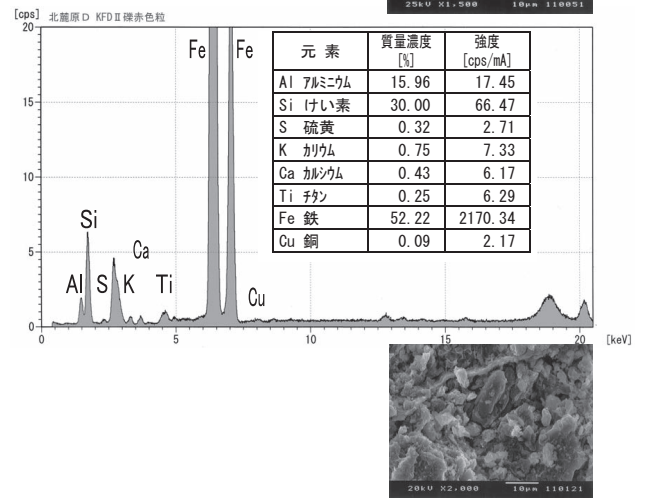 25kV X1,500 10µm 110051
[cps] 北麓原D KFDⅡ礫赤色粒
20
15
10
5
0
Fe Fe
Si
Al S K Ca Ti
Cu
元 素 質量濃度 [%] 強度 [cps/mA]
Al アルミニウム 15.96 17.45
Si けい素 30.00 66.47
S 硫黄 0.32 2.71
K カリウム 0.75 7.33
Ca カルシウム 0.43 6.17
Ti チタン 0.25 6.29
Fe 鉄 52.22 2170.34
Cu 銅 0.09 2.17
0 5 10 15 20 [keV]
20kV X2,000 10µm 110121